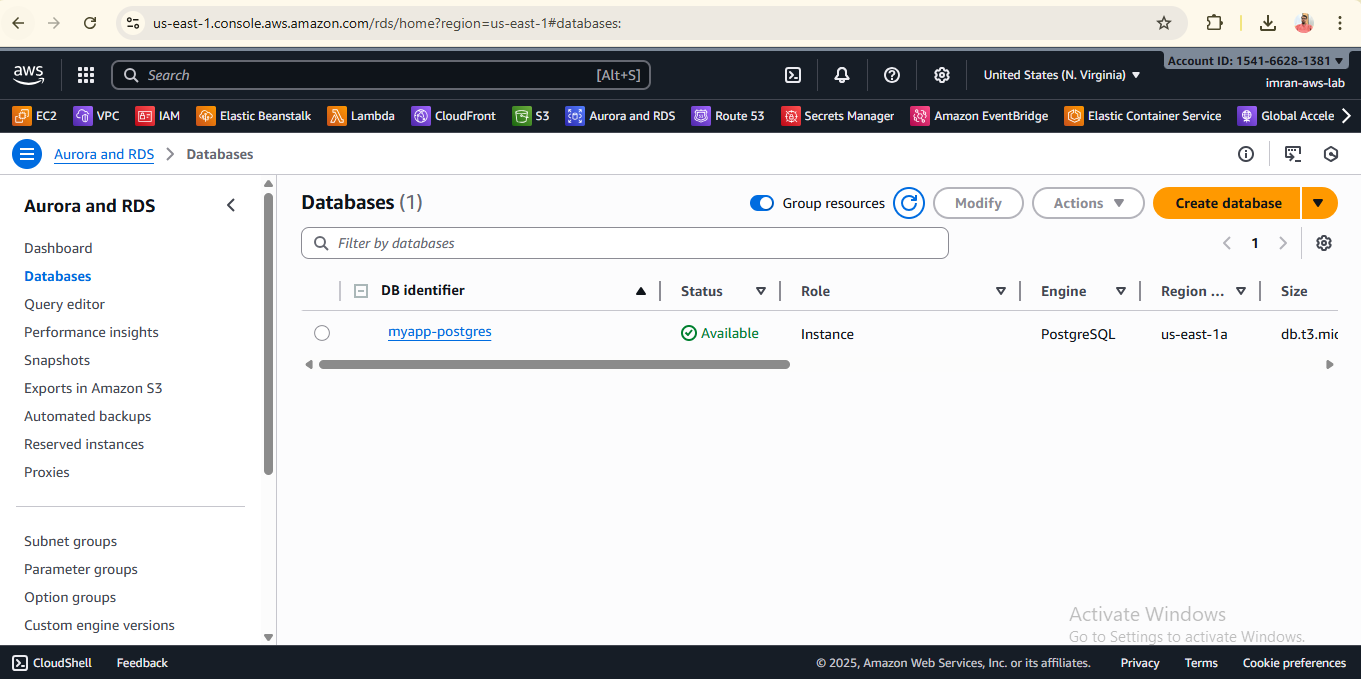 us-east-1.console.aws.amazon.com/rds/home?region=us-east-1#databases:
aws
Search [Alt+S]
United States (N. Virginia) ▼
Account ID: 1541-6628-1381 ▼
imran-aws-lab
EC2 VPC IAM Elastic Beanstalk Lambda CloudFront S3 Aurora and RDS Route 53 Secrets Manager Amazon EventBridge Elastic Container Service Global Accele
Aurora and RDS > Databases
Aurora and RDS
Dashboard
Databases
Query editor
Performance insights
Snapshots
Exports in Amazon S3
Automated backups
Reserved instances
Proxies
Subnet groups
Parameter groups
Option groups
Custom engine versions
Databases (1)
Group resources
Modify
Actions
Create database
Filter by databases
1
DB identifier Status Role Engine Region ... Size
myapp-postgres Available Instance PostgreSQL us-east-1a db.t3.mic
Activate Windows
Go to Settings to activate Windows.
CloudShell Feedback
© 2025, Amazon Web Services, Inc. or its affiliates. Privacy Terms Cookie preferences